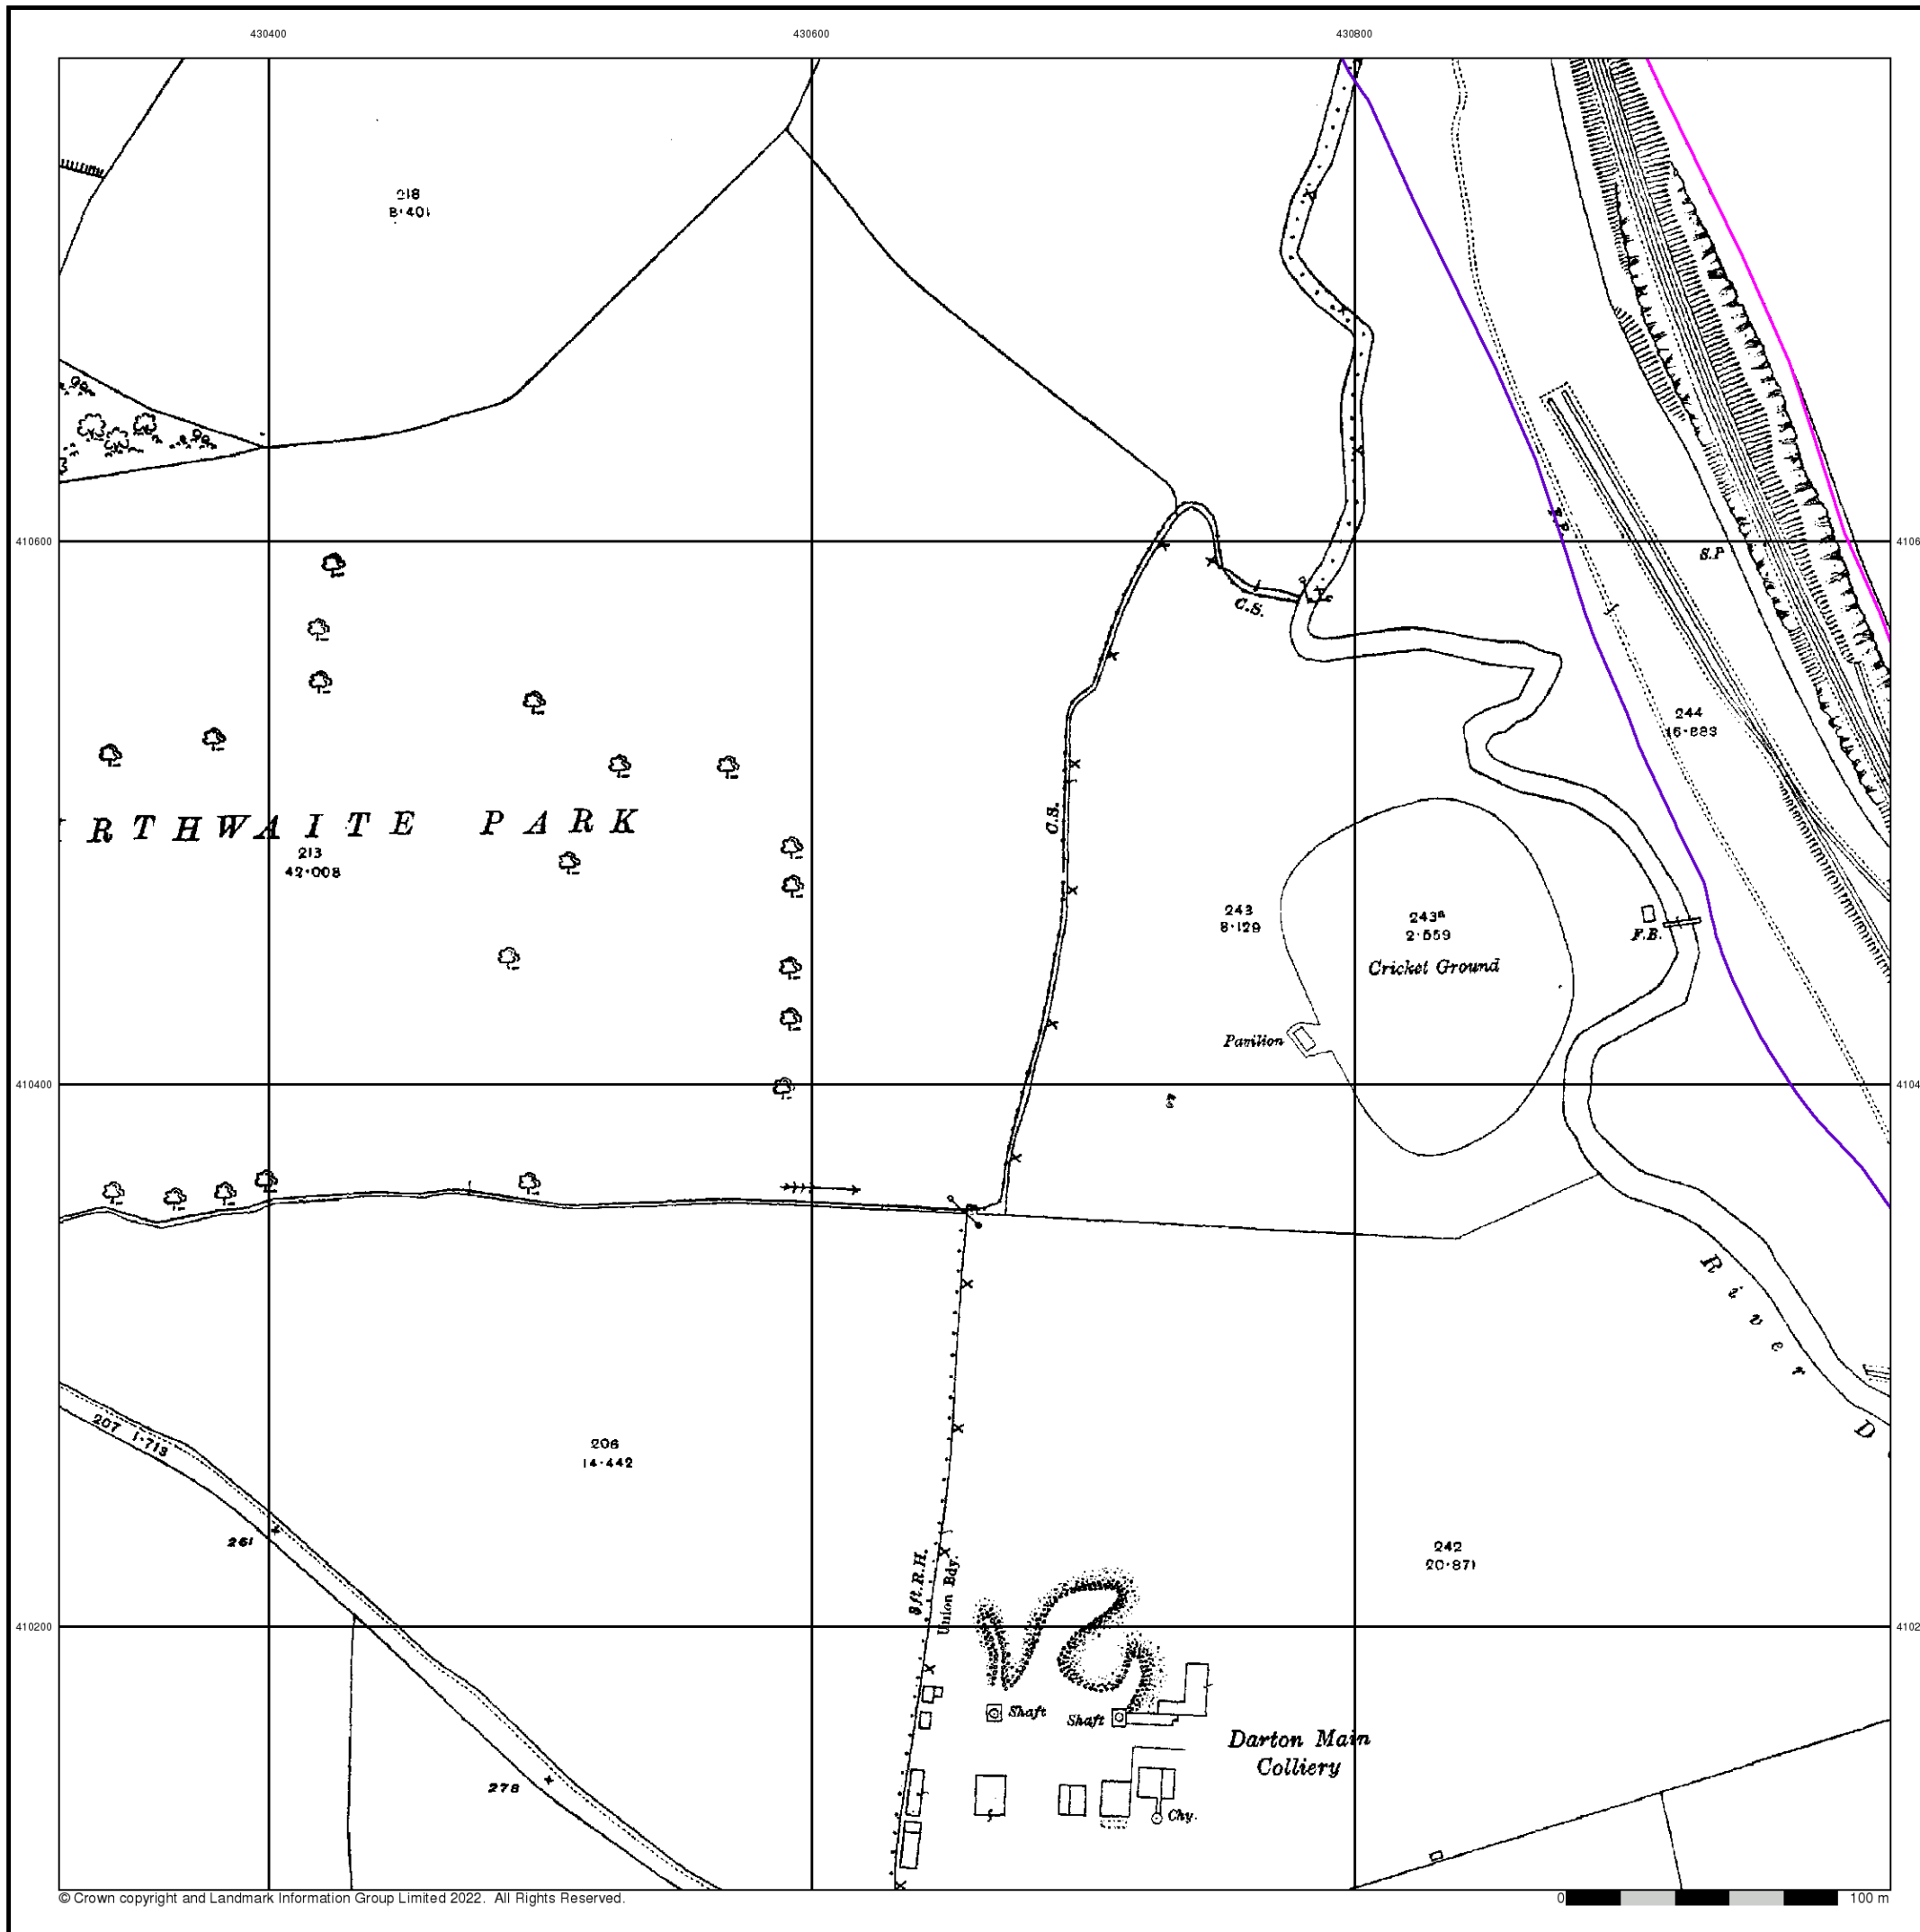 430400
430600
430800
218
8·401
410600
S.P
C.S.
244
16·883
RTHWAITE PARK
213
42·008
C.S.
243
8·129
243ª
2·559
Cricket Ground
F.B.
Pavilion
410400
River
D
207 1·713
206
14·442
261
242
20·871
8ft.R.H.
Union Bdy.
410200
Shaft
Shaft
Darton Main
Colliery
278
Chy.
© Crown copyright and Landmark Information Group Limited 2022. All Rights Reserved.
0
100 m